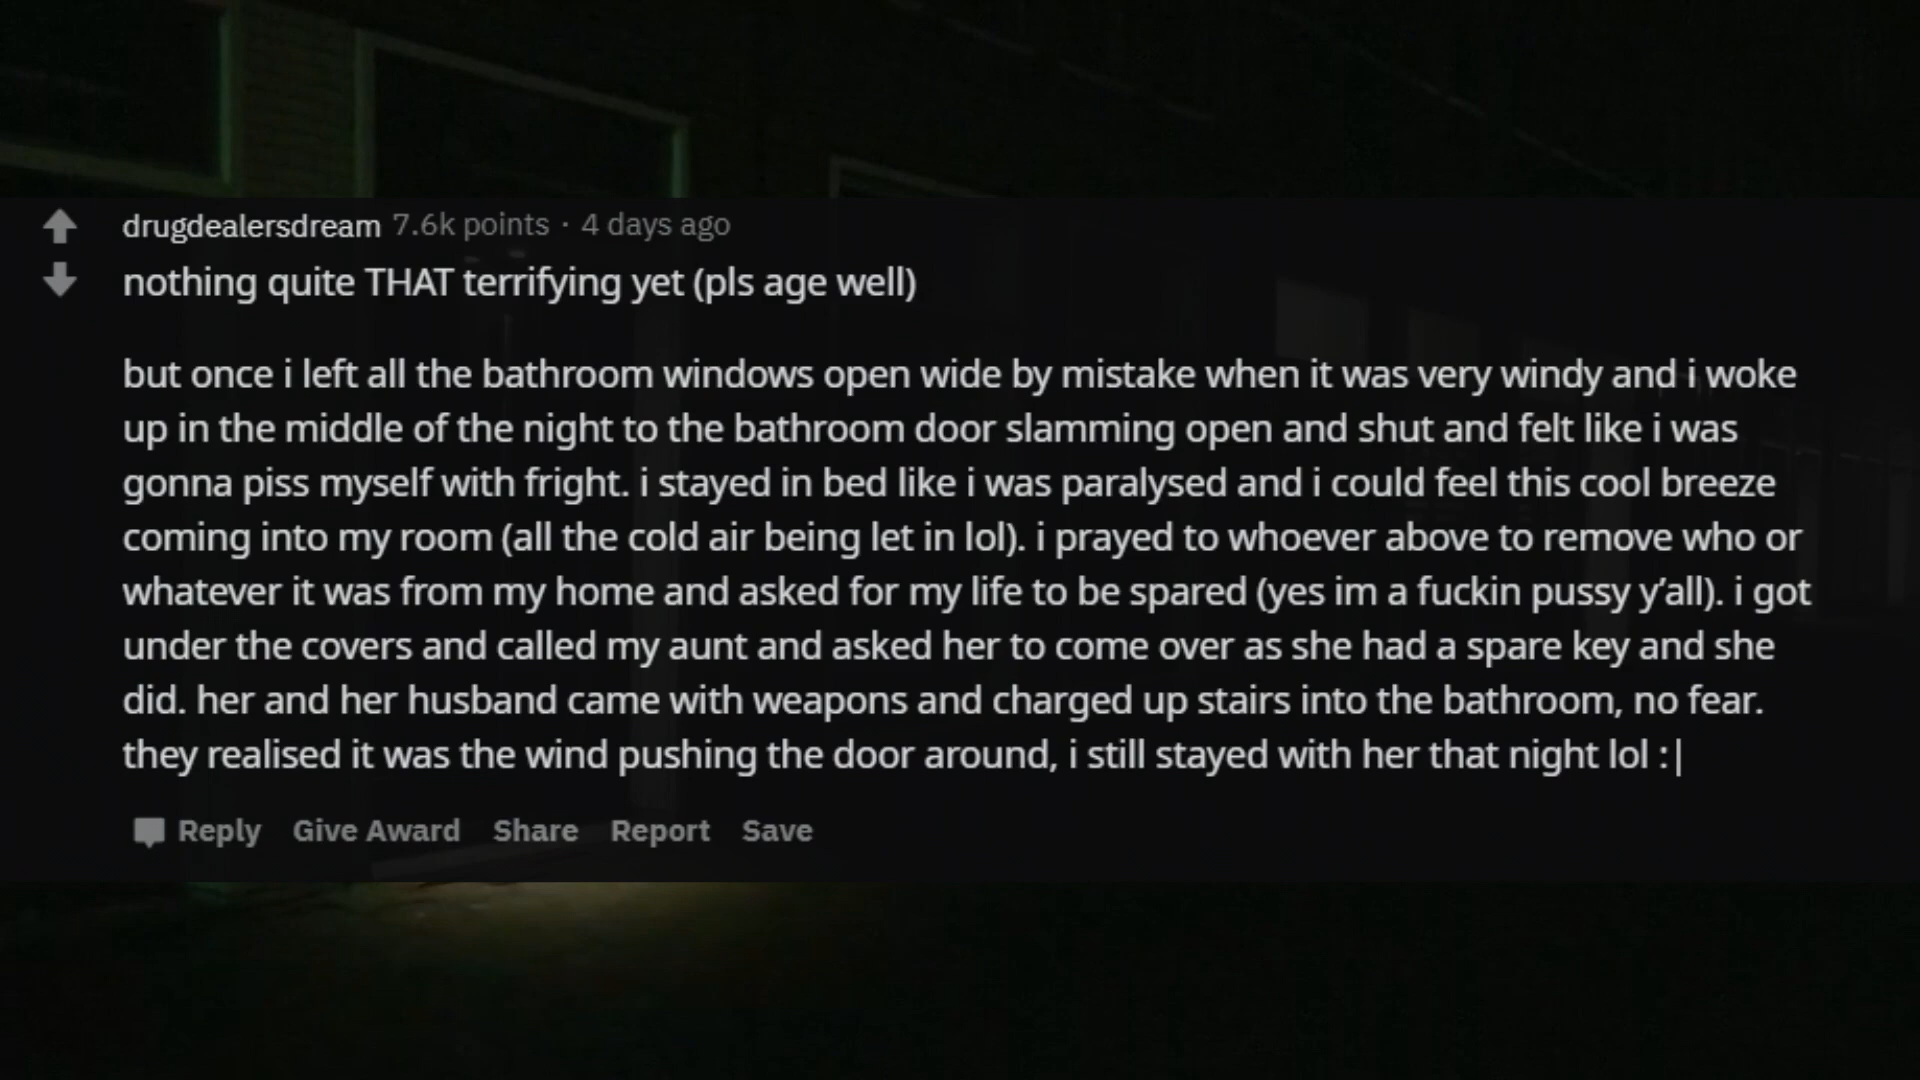 drugdealersdream 7.6k points · 4 days ago
nothing quite THAT terrifying yet (pls age well)
but once i left all the bathroom windows open wide by mistake when it was very windy and i woke
up in the middle of the night to the bathroom door slamming open and shut and felt like i was
gonna piss myself with fright. i stayed in bed like i was paralysed and i could feel this cool breeze
coming into my room (all the cold air being let in lol). i prayed to whoever above to remove who or
whatever it was from my home and asked for my life to be spared (yes im a fuckin pussy y’all). i got
under the covers and called my aunt and asked her to come over as she had a spare key and she
did. her and her husband came with weapons and charged up stairs into the bathroom, no fear.
they realised it was the wind pushing the door around, i still stayed with her that night lol :|
Reply Give Award Share Report Save